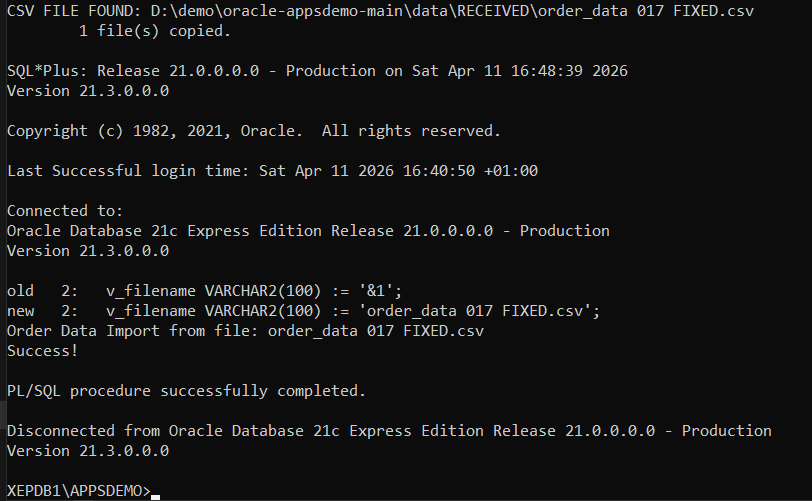 CSV FILE FOUND: D:\demo\oracle-appsdemo-main\data\RECEIVED\order_data 017 FIXED.csv
1 file(s) copied.
SQL*Plus: Release 21.0.0.0.0 - Production on Sat Apr 11 16:48:39 2026
Version 21.3.0.0.0
Copyright (c) 1982, 2021, Oracle.  All rights reserved.
Last Successful login time: Sat Apr 11 2026 16:40:50 +01:00
Connected to:
Oracle Database 21c Express Edition Release 21.0.0.0.0 - Production
Version 21.3.0.0.0
old   2:   v_filename VARCHAR2(100) := '&1';
new   2:   v_filename VARCHAR2(100) := 'order_data 017 FIXED.csv';
Order Data Import from file: order_data 017 FIXED.csv
Success!
PL/SQL procedure successfully completed.
Disconnected from Oracle Database 21c Express Edition Release 21.0.0.0.0 - Production
Version 21.3.0.0.0
XEPDB1\APPSDEMO>